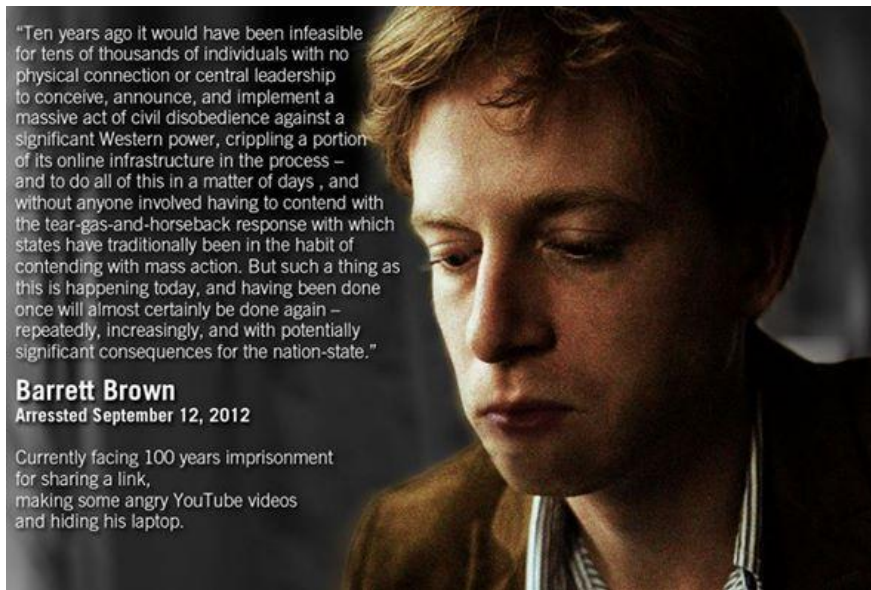 “Ten years ago it would have been infeasible
for tens of thousands of individuals with no
physical connection or central leadership
to conceive, announce, and implement a
massive act of civil disobedience against a
significant Western power, crippling a portion
of its online infrastructure in the process –
and to do all of this in a matter of days , and
without anyone involved having to contend with
the tear-gas-and-horseback response with which
states have traditionally been in the habit of
contending with mass action. But such a thing as
this is happening today, and having been done
once will almost certainly be done again –
repeatedly, increasingly, and with potentially
significant consequences for the nation-state.”
Barrett Brown
Arressted September 12, 2012
Currently facing 100 years imprisonment
for sharing a link,
making some angry YouTube videos
and hiding his laptop.